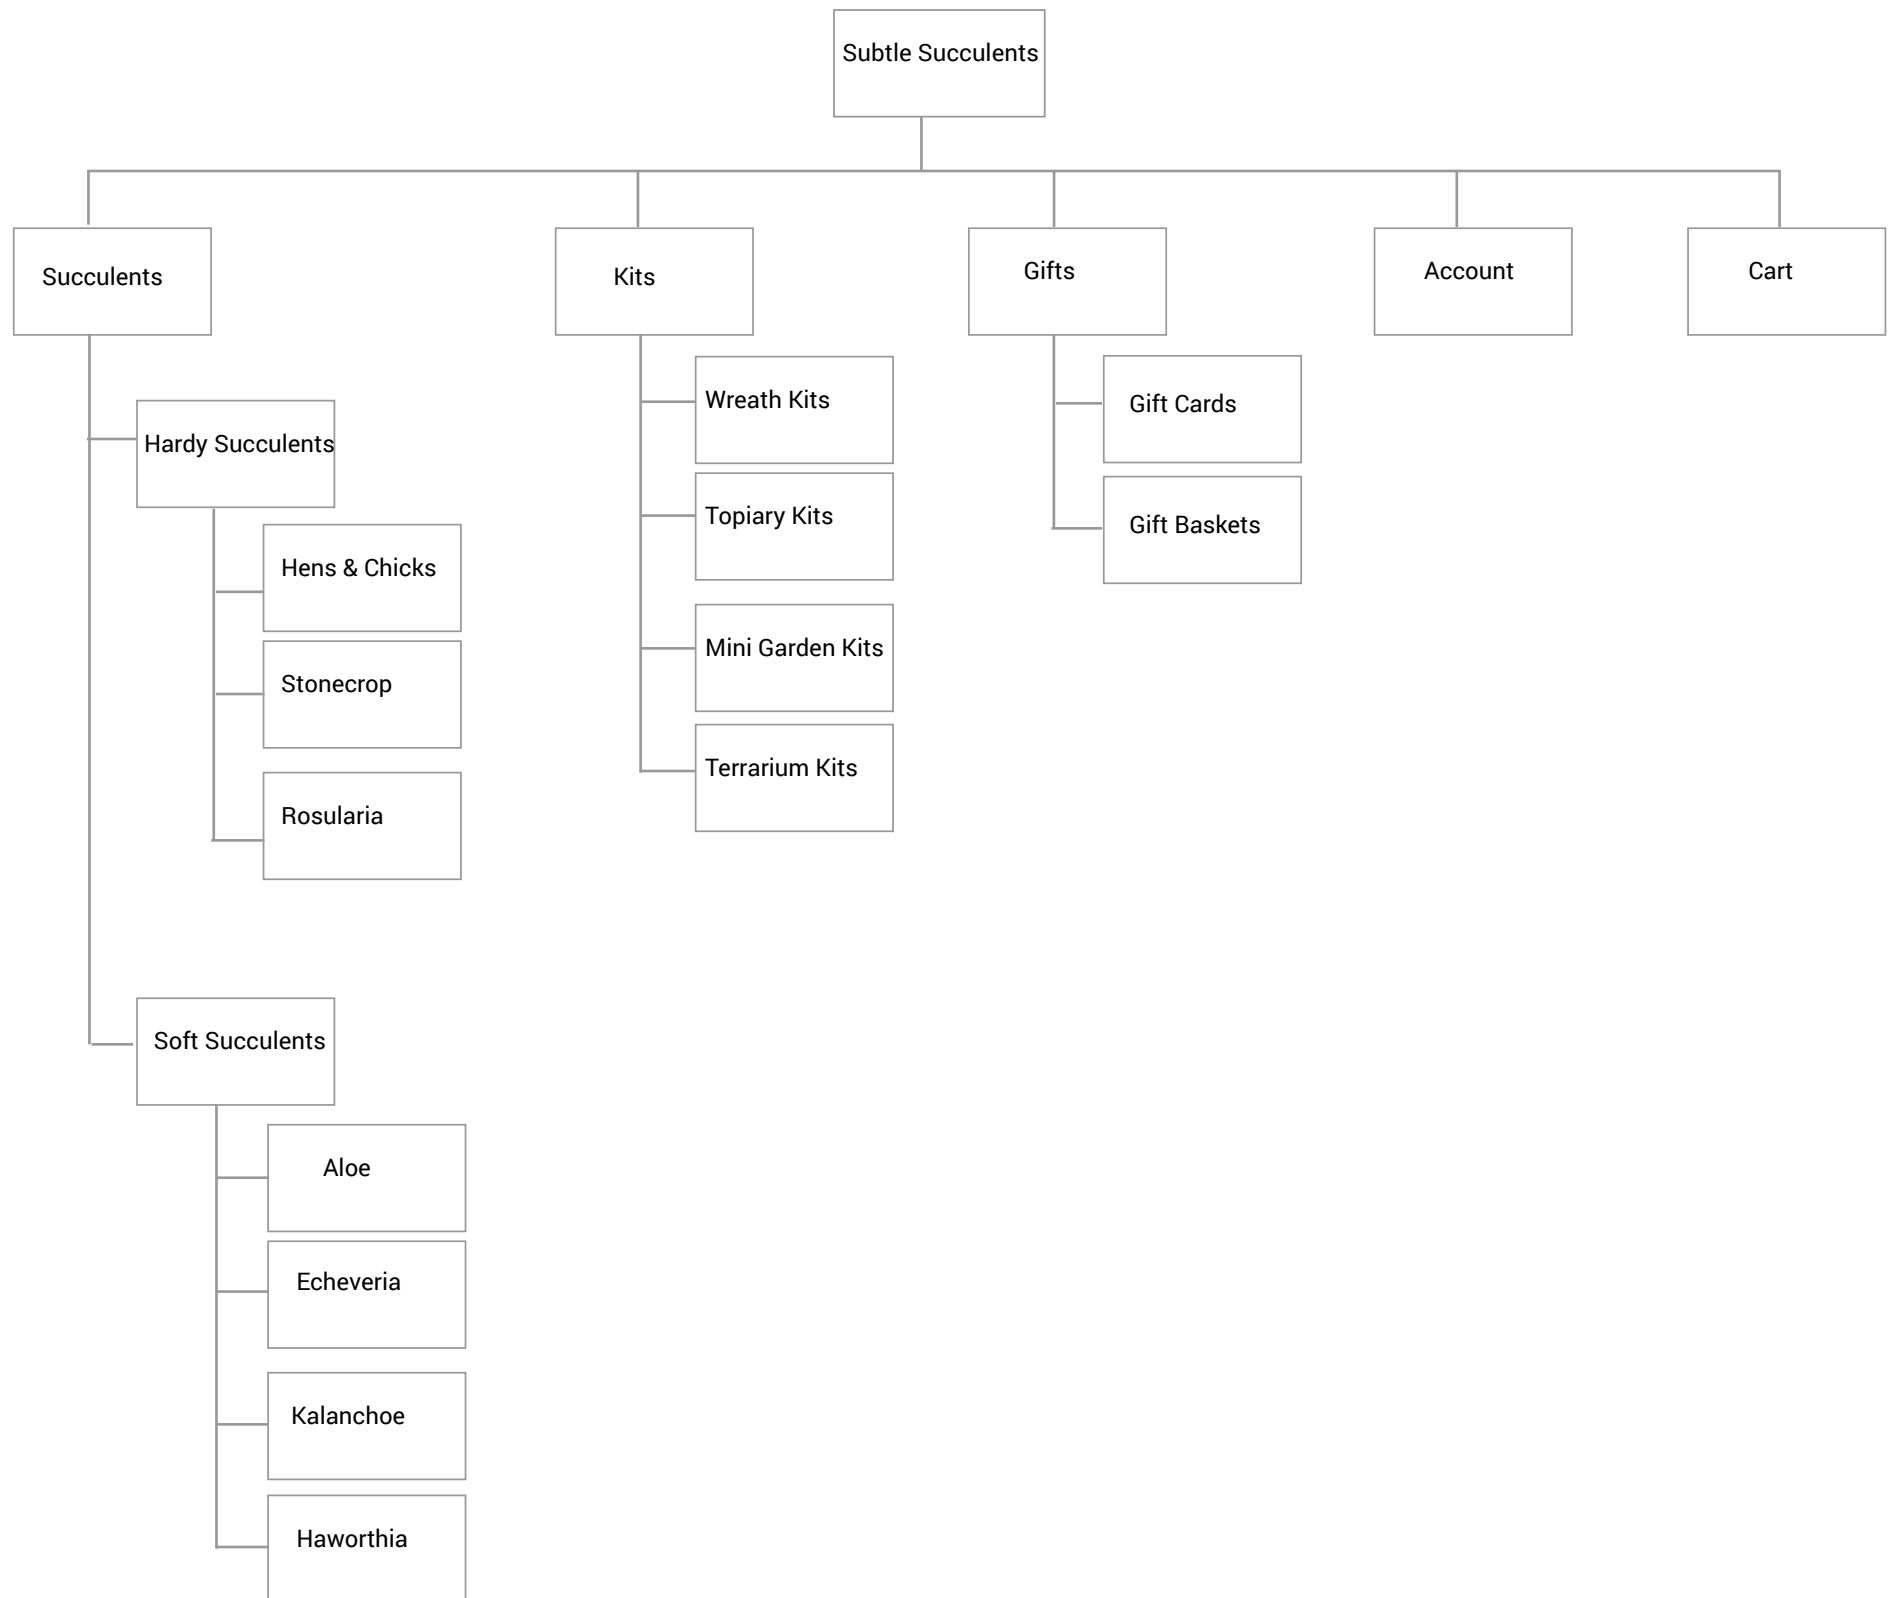 Subtle Succulents
Succulents
Kits
Gifts
Account
Cart
Hardy Succulents
Hens & Chicks
Stonecrop
Rosularia
Soft Succulents
Aloe
Echeveria
Kalanchoe
Haworthia
Wreath Kits
Topiary Kits
Mini Garden Kits
Terrarium Kits
Gift Cards
Gift Baskets